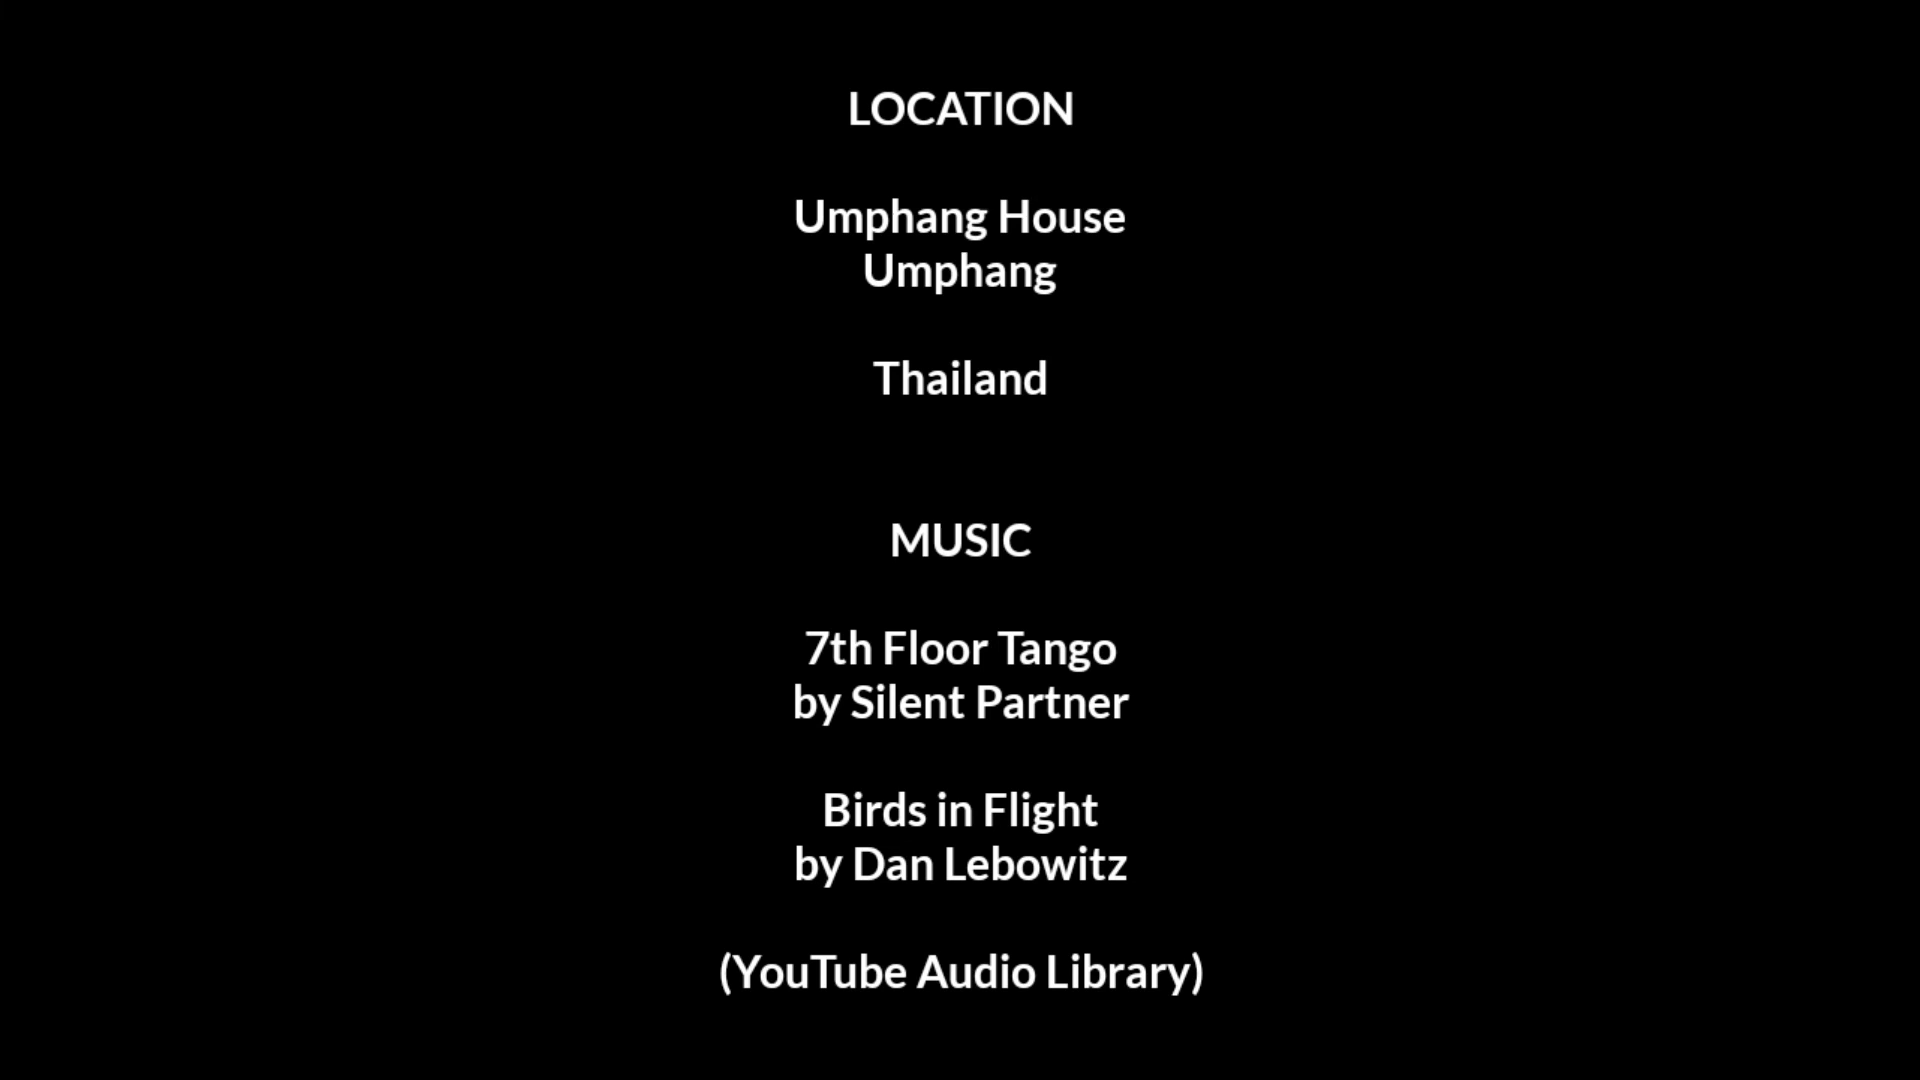 LOCATION
Umphang House
Umphang
Thailand
MUSIC
7th Floor Tango
by Silent Partner
Birds in Flight
by Dan Lebowitz
(YouTube Audio Library)